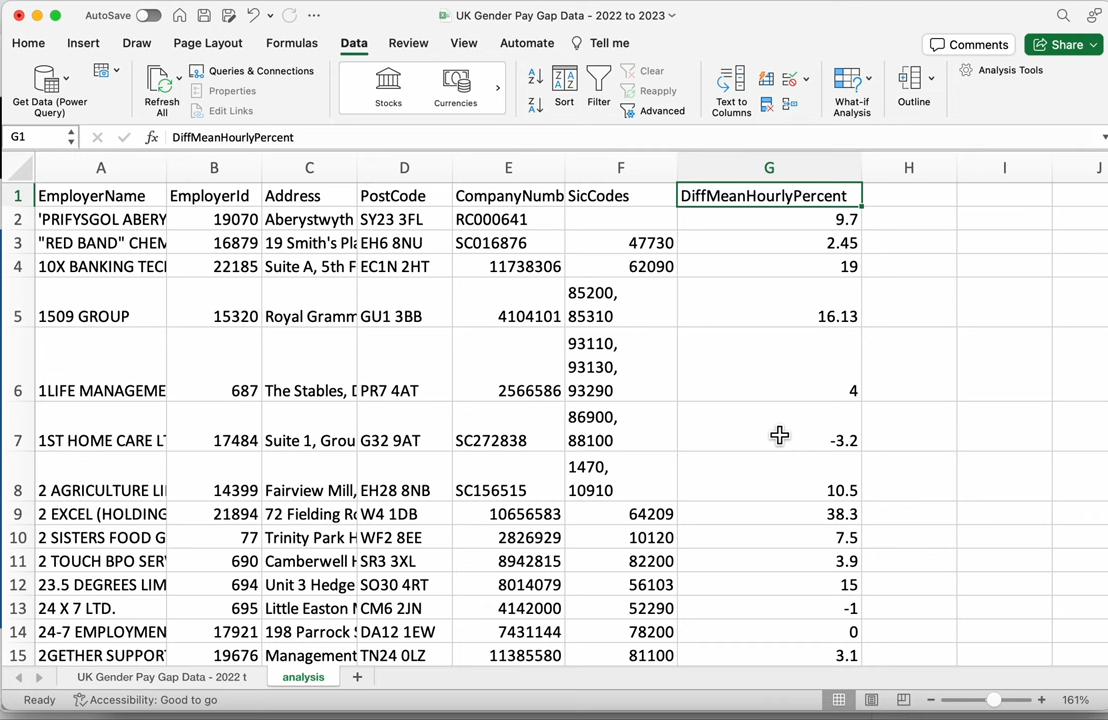 AutoSave
UK Gender Pay Gap Data - 2022 to 2023
Home Insert Draw Page Layout Formulas Data Review View Automate Tell me
Comments Share
Get Data (Power Query)
Refresh All
Queries & Connections
Properties
Edit Links
Stocks
Currencies
Sort
Filter
Clear
Reapply
Advanced
Text to Columns
What-if Analysis
Outline
Analysis Tools
G1 fx DiffMeanHourlyPercent
A B C D E F G H I J
1 EmployerName EmployerId Address PostCode CompanyNumb SicCodes DiffMeanHourlyPercent
2 'PRIFYSGOL ABERY 19070 Aberystwyth SY23 3FL RC000641 9.7
3 "RED BAND" CHEM 16879 19 Smith's Pla EH6 8NU SC016876 47730 2.45
4 10X BANKING TECH 22185 Suite A, 5th F EC1N 2HT 11738306 62090 19
85200,
5 1509 GROUP 15320 Royal Gramm GU1 3BB 4104101 85310 16.13
93110,
93130,
6 1LIFE MANAGEME 687 The Stables, D PR7 4AT 2566586 93290 4
86900,
7 1ST HOME CARE LT 17484 Suite 1, Grou G32 9AT SC272838 88100 -3.2
1470,
8 2 AGRICULTURE LI 14399 Fairview Mill, EH28 8NB SC156515 10910 10.5
9 2 EXCEL (HOLDING 21894 72 Fielding Ro W4 1DB 10656583 64209 38.3
10 2 SISTERS FOOD G 77 Trinity Park H WF2 8EE 2826929 10120 7.5
11 2 TOUCH BPO SER 690 Camberwell H SR3 3XL 8942815 82200 3.9
12 23.5 DEGREES LIM 694 Unit 3 Hedge SO30 4RT 8014079 56103 15
13 24 X 7 LTD. 695 Little Easton M CM6 2JN 4142000 52290 -1
14 24-7 EMPLOYMEN 17921 198 Parrock S DA12 1EW 7431144 78200 0
15 2GETHER SUPPOR 19676 Management TN24 0LZ 11385580 81100 3.1
UK Gender Pay Gap Data - 2022 t analysis
Ready Accessibility: Good to go 161%